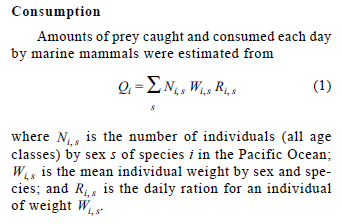 Consumption
Amounts of prey caught and consumed each day
by marine mammals were estimated from
Qi = ∑ Ni, s Wi, s Ri, s (1)
s
where Ni, s is the number of individuals (all age
classes) by sex s of species i in the Pacific Ocean;
Wi, s is the mean individual weight by sex and spe-
cies; and Ri, s is the daily ration for an individual
of weight Wi, s.